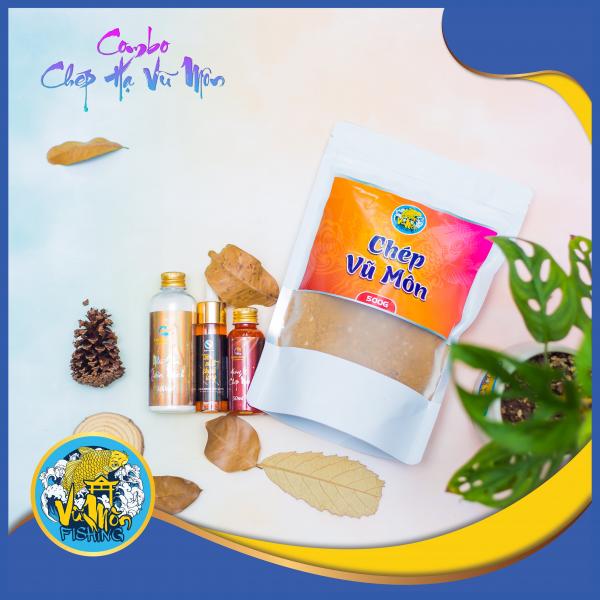 Combo
Chép Hạ Vũ Môn
Chép
Vũ Môn
500G
Vũ Môn
FISHING